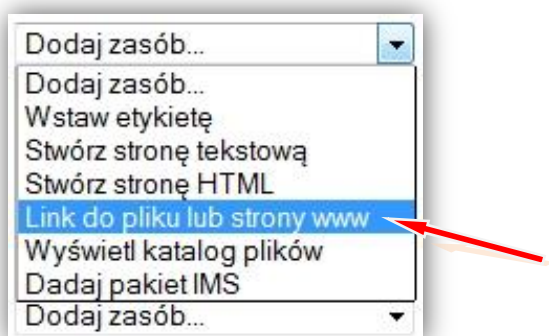 Dodaj zasób...
Dodaj zasób...
Wstaw etykietę
Stwórz stronę tekstową
Stwórz stronę HTML
Link do pliku lub strony www
Wyświetl katalog plików
Dadaj pakiet IMS
Dodaj zasób...